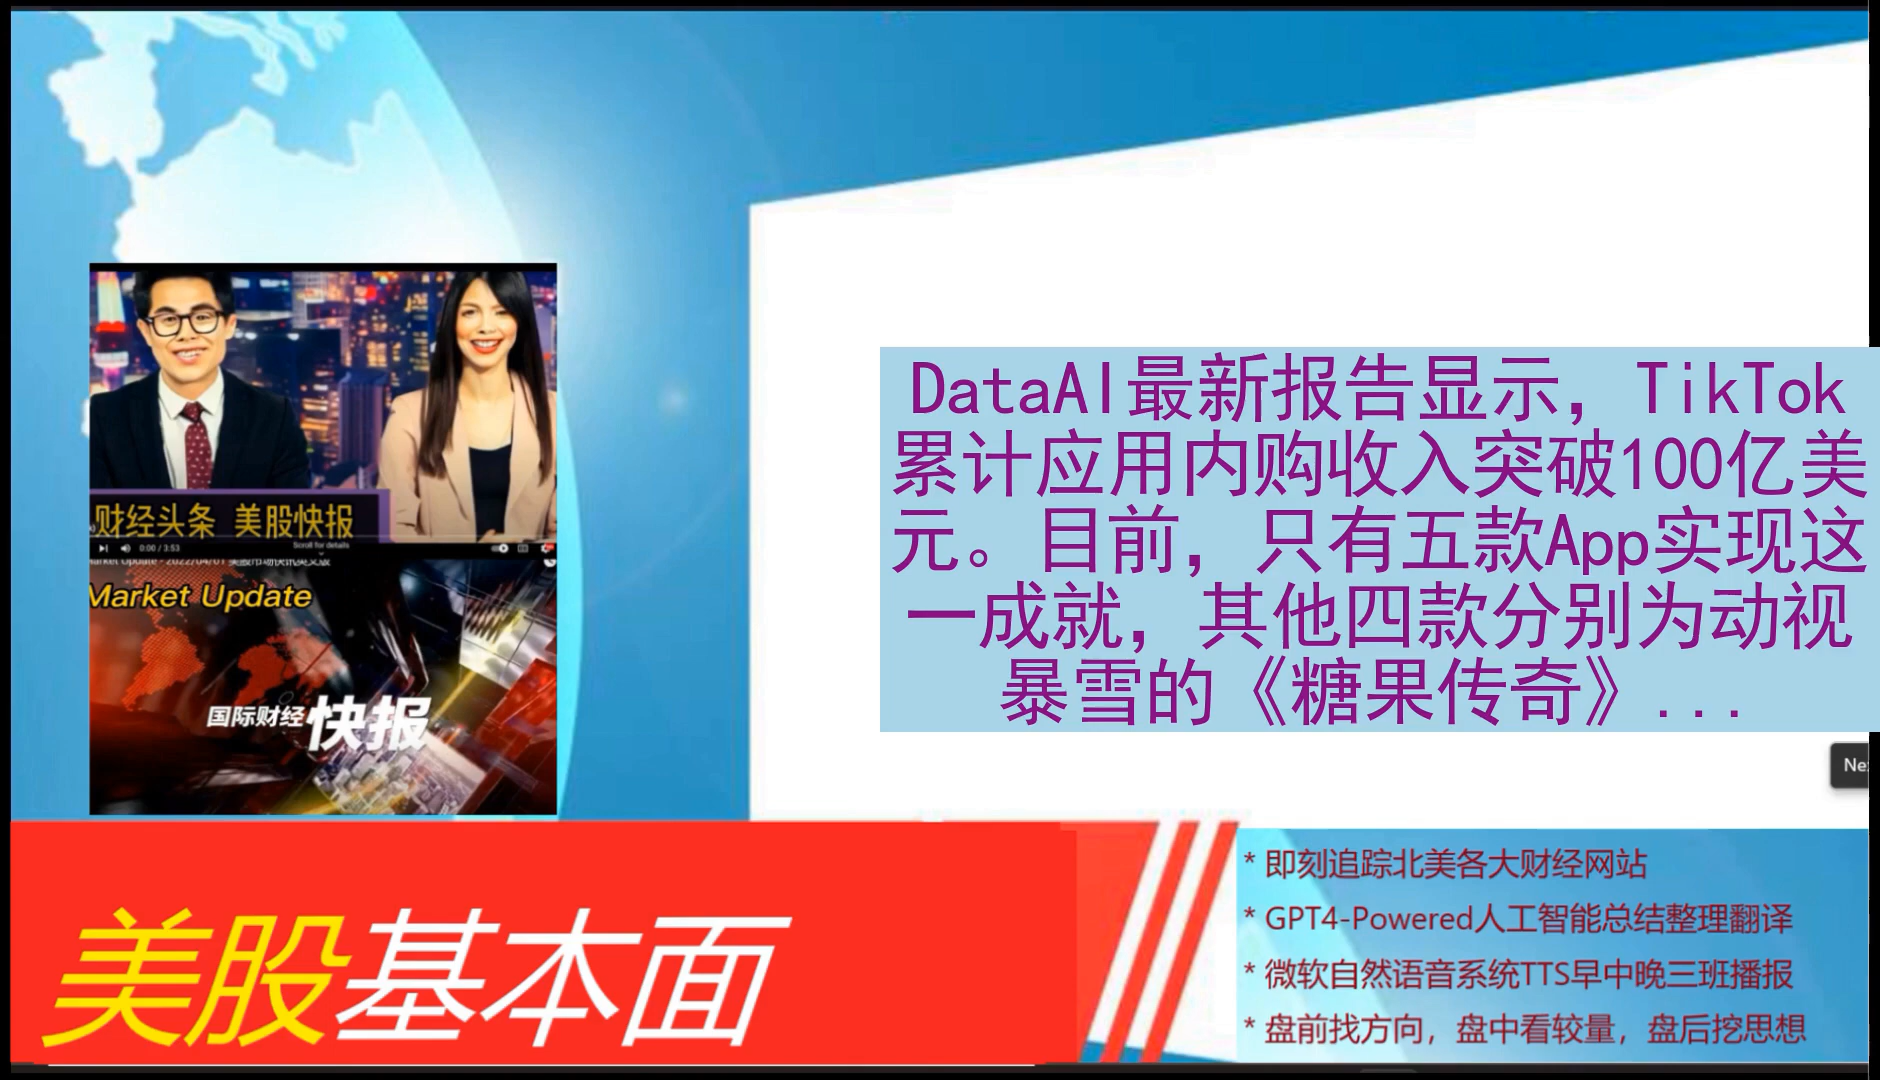 DataAI最新报告显示，TikTok
累计应用内购收入突破100亿美
元。目前，只有五款App实现这
一成就，其他四款分别为动视
暴雪的《糖果传奇》...
财经头条 美股快报
0:00 / 3:53
Scroll for details
Market Update
国际财经快报
美股基本面
* 即刻追踪北美各大财经网站
* GPT4-Powered人工智能总结整理翻译
* 微软自然语音系统TTS早中晚三班播报
* 盘前找方向，盘中看较量，盘后挖思想